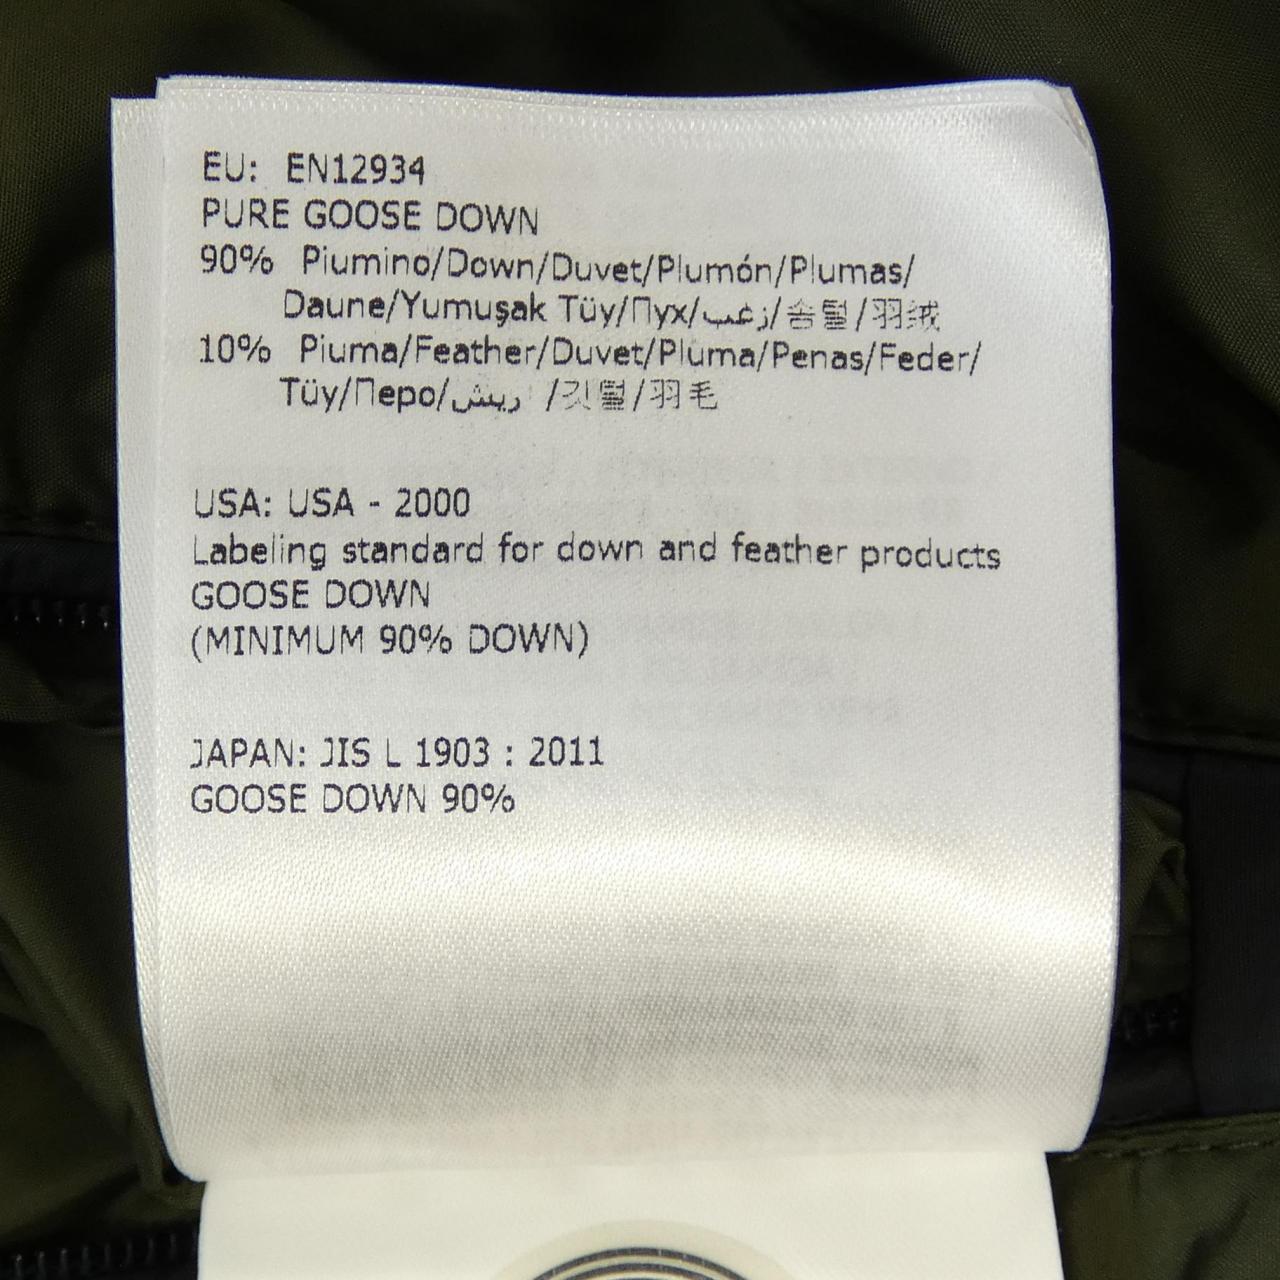 EU: EN12934
PURE GOOSE DOWN
90% Piumino/Down/Duvet/Plumón/Plumas/
Daune/Yumuşak Tüy/Пух/زغب/솜털/羽绒
10% Piuma/Feather/Duvet/Pluma/Penas/Feder/
Tüy/Перо/ريش /깃털/羽毛
USA: USA - 2000
Labeling standard for down and feather products
GOOSE DOWN
(MINIMUM 90% DOWN)
JAPAN: JIS L 1903 : 2011
GOOSE DOWN 90%